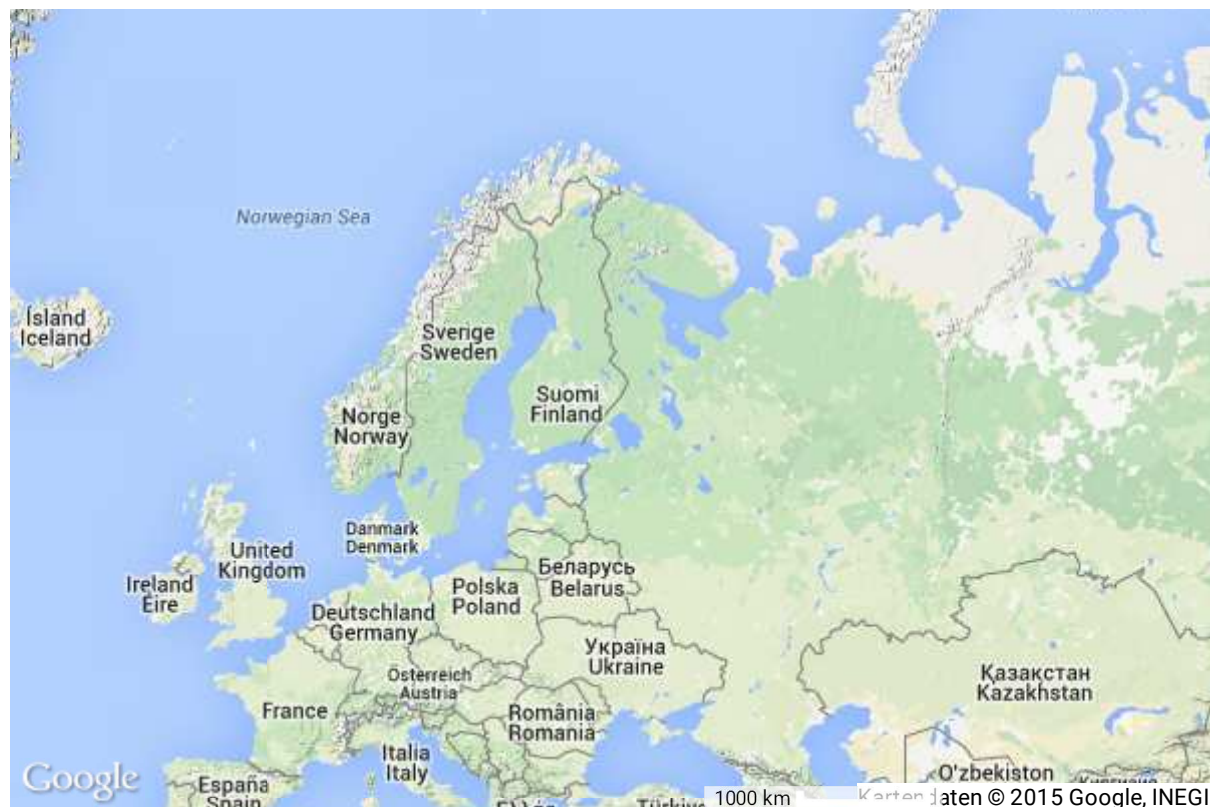 Norwegian Sea
Ísland
Iceland
Sverige
Sweden
Suomi
Finland
Norge
Norway
Danmark
Denmark
United
Kingdom
Ireland
Éire
Беларусь
Belarus
Polska
Poland
Deutschland
Germany
Україна
Ukraine
Österreich
Austria
Қазақстан
Kazakhstan
France
România
Romania
Italia
Italy
Google
España
Spain
O'zbekiston
1000 km
Kartendaten © 2015 Google, INEGI